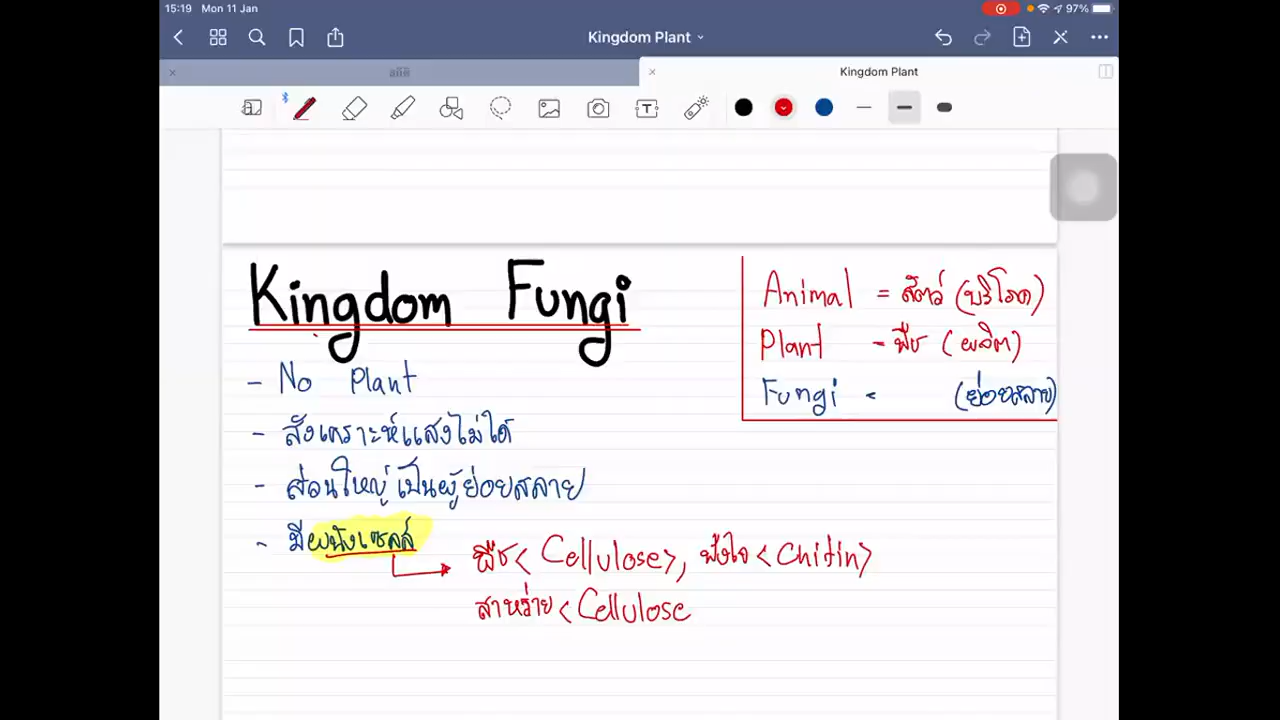 15:19 Mon 11 Jan 97%
Kingdom Plant
Kingdom Plant
Kingdom Fungi
- No Plant
- สังเคราะห์แสงไม่ได้
- ส่วนใหญ่เป็นผู้ย่อยสลาย
- มีผนังเซลล์
พืช< Cellulose>, ฟังใจ <Chitin>
สาหร่าย <Cellulose
Animal = สัตว์ (บริโภค)
Plant = พืช (ผลิต)
Fungi = (ย่อยสลาย)